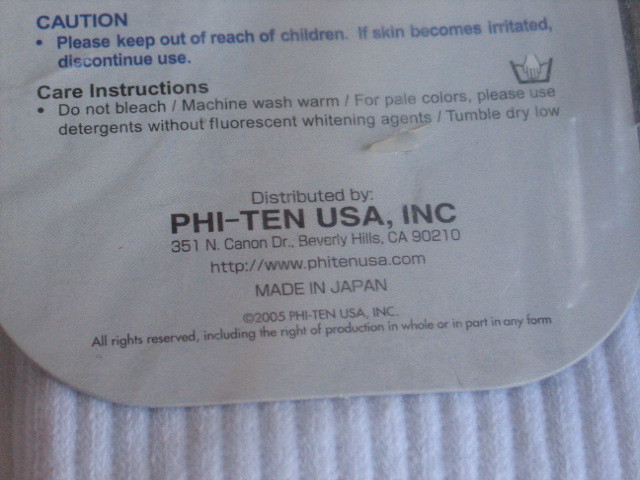 CAUTION
• Please keep out of reach of children. If skin becomes irritated,
discontinue use.
Care Instructions
• Do not bleach / Machine wash warm / For pale colors, please use
detergents without fluorescent whitening agents / Tumble dry low
Distributed by:
PHI-TEN USA, INC
351 N. Canon Dr., Beverly Hills, CA 90210
http://www.phitenusa.com
MADE IN JAPAN
©2005 PHI-TEN USA, INC.
All rights reserved, including the right of production in whole or in part in any form